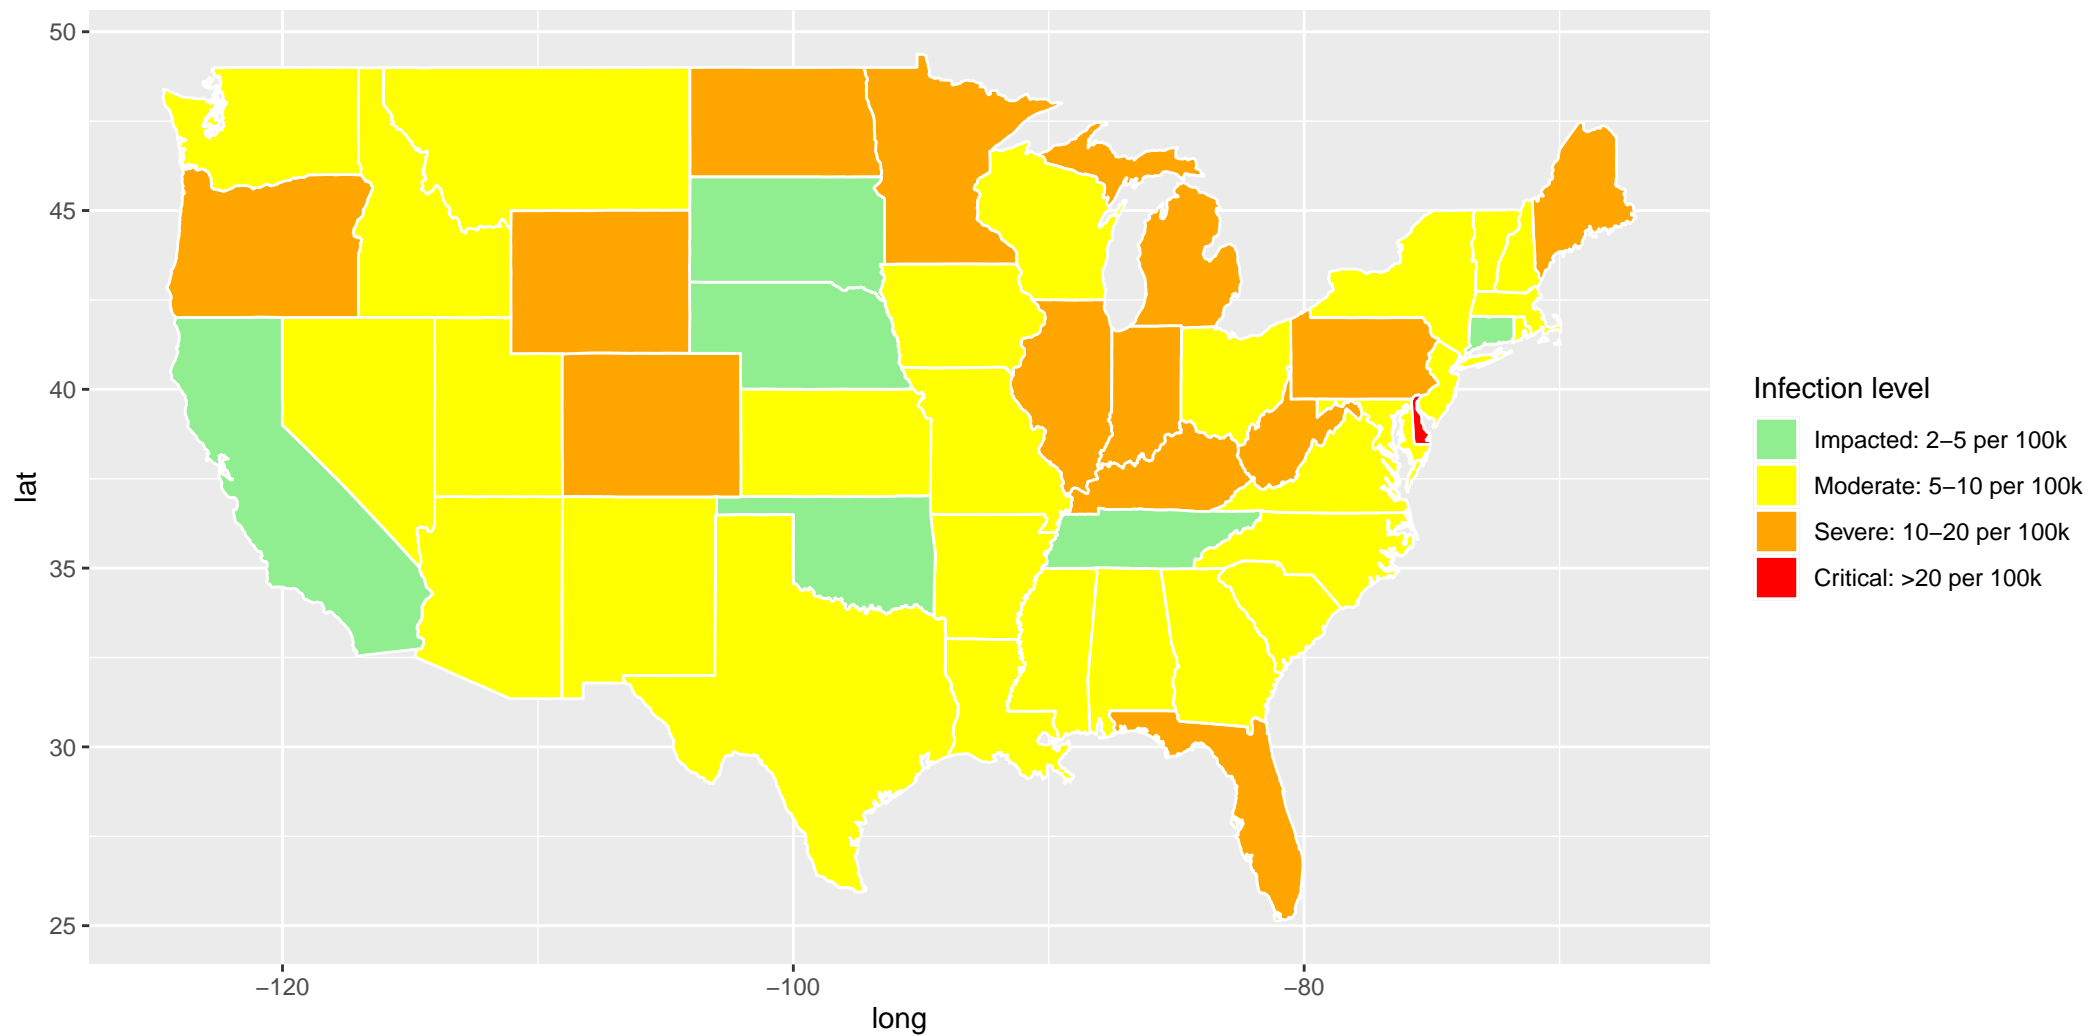 50
45
40
35
30
25
lat
−120
−100
−80
long
Infection level
Impacted: 2−5 per 100k
Moderate: 5−10 per 100k
Severe: 10−20 per 100k
Critical: >20 per 100k